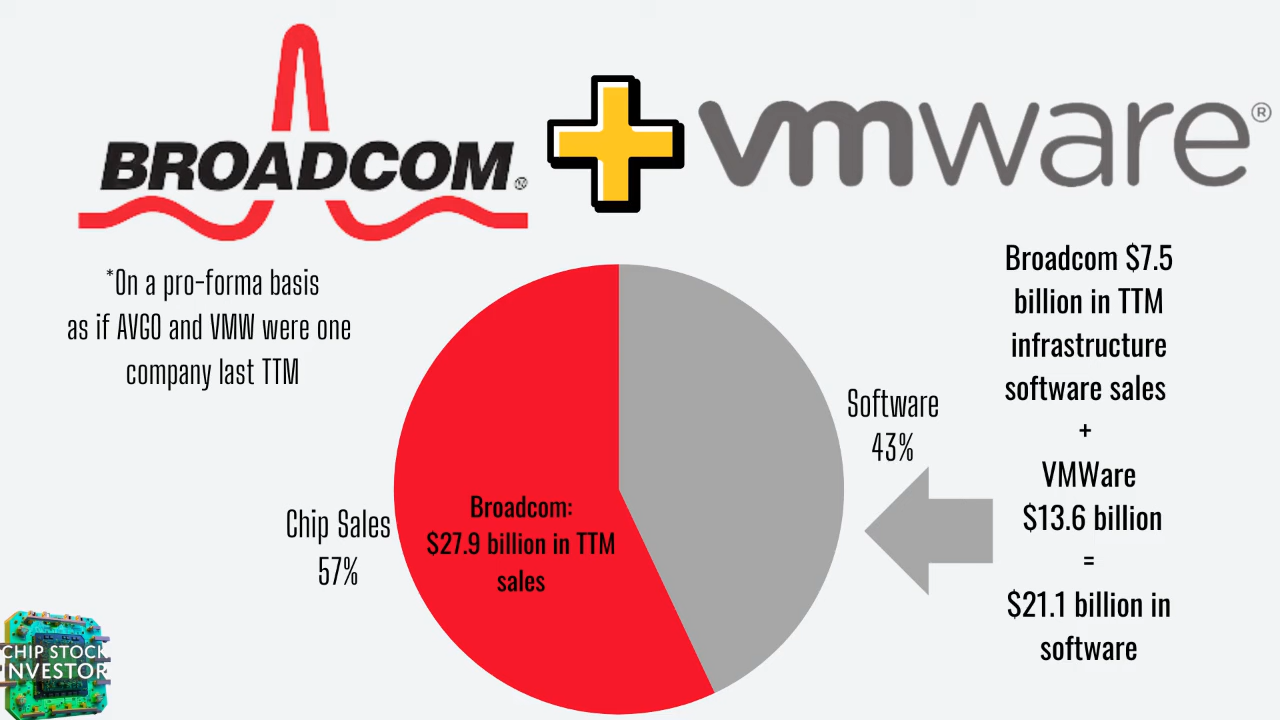 BROADCOM®
vmware®
*On a pro-forma basis
as if AVGO and VMW were one
company last TTM
Chip Sales
57%
Broadcom:
$27.9 billion in TTM
sales
Software
43%
Broadcom $7.5
billion in TTM
infrastructure
software sales
+
VMWare
$13.6 billion
=
$21.1 billion in
software
CHIP STOCK
INVESTOR